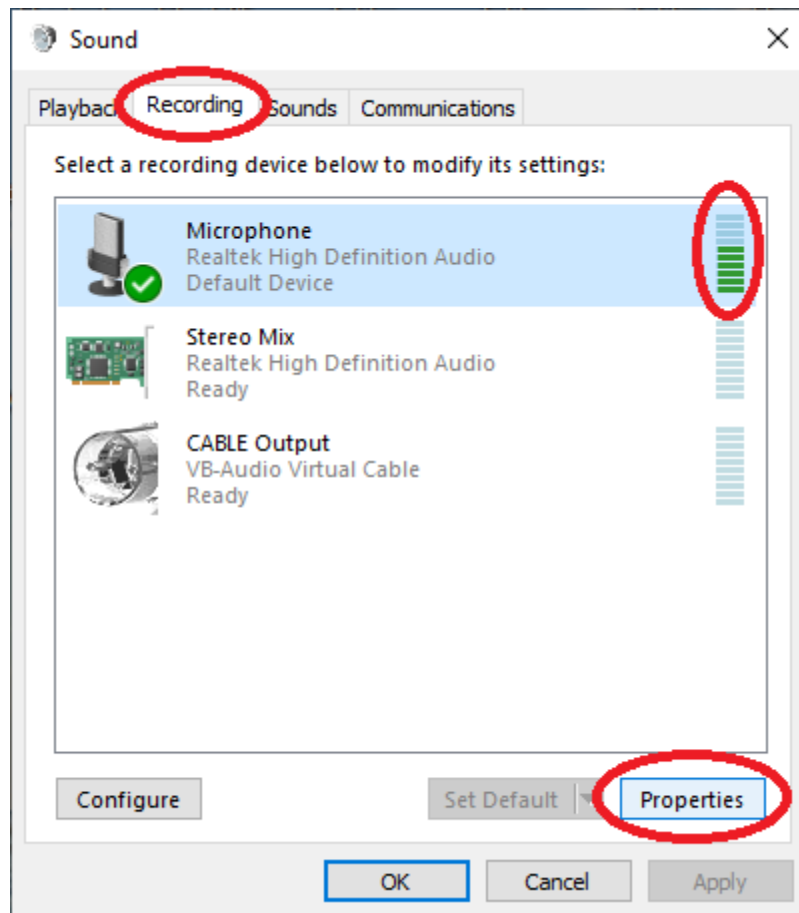 Sound
Playback Recording Sounds Communications
Select a recording device below to modify its settings:
Microphone
Realtek High Definition Audio
Default Device
Stereo Mix
Realtek High Definition Audio
Ready
CABLE Output
VB-Audio Virtual Cable
Ready
Configure Set Default Properties
OK Cancel Apply